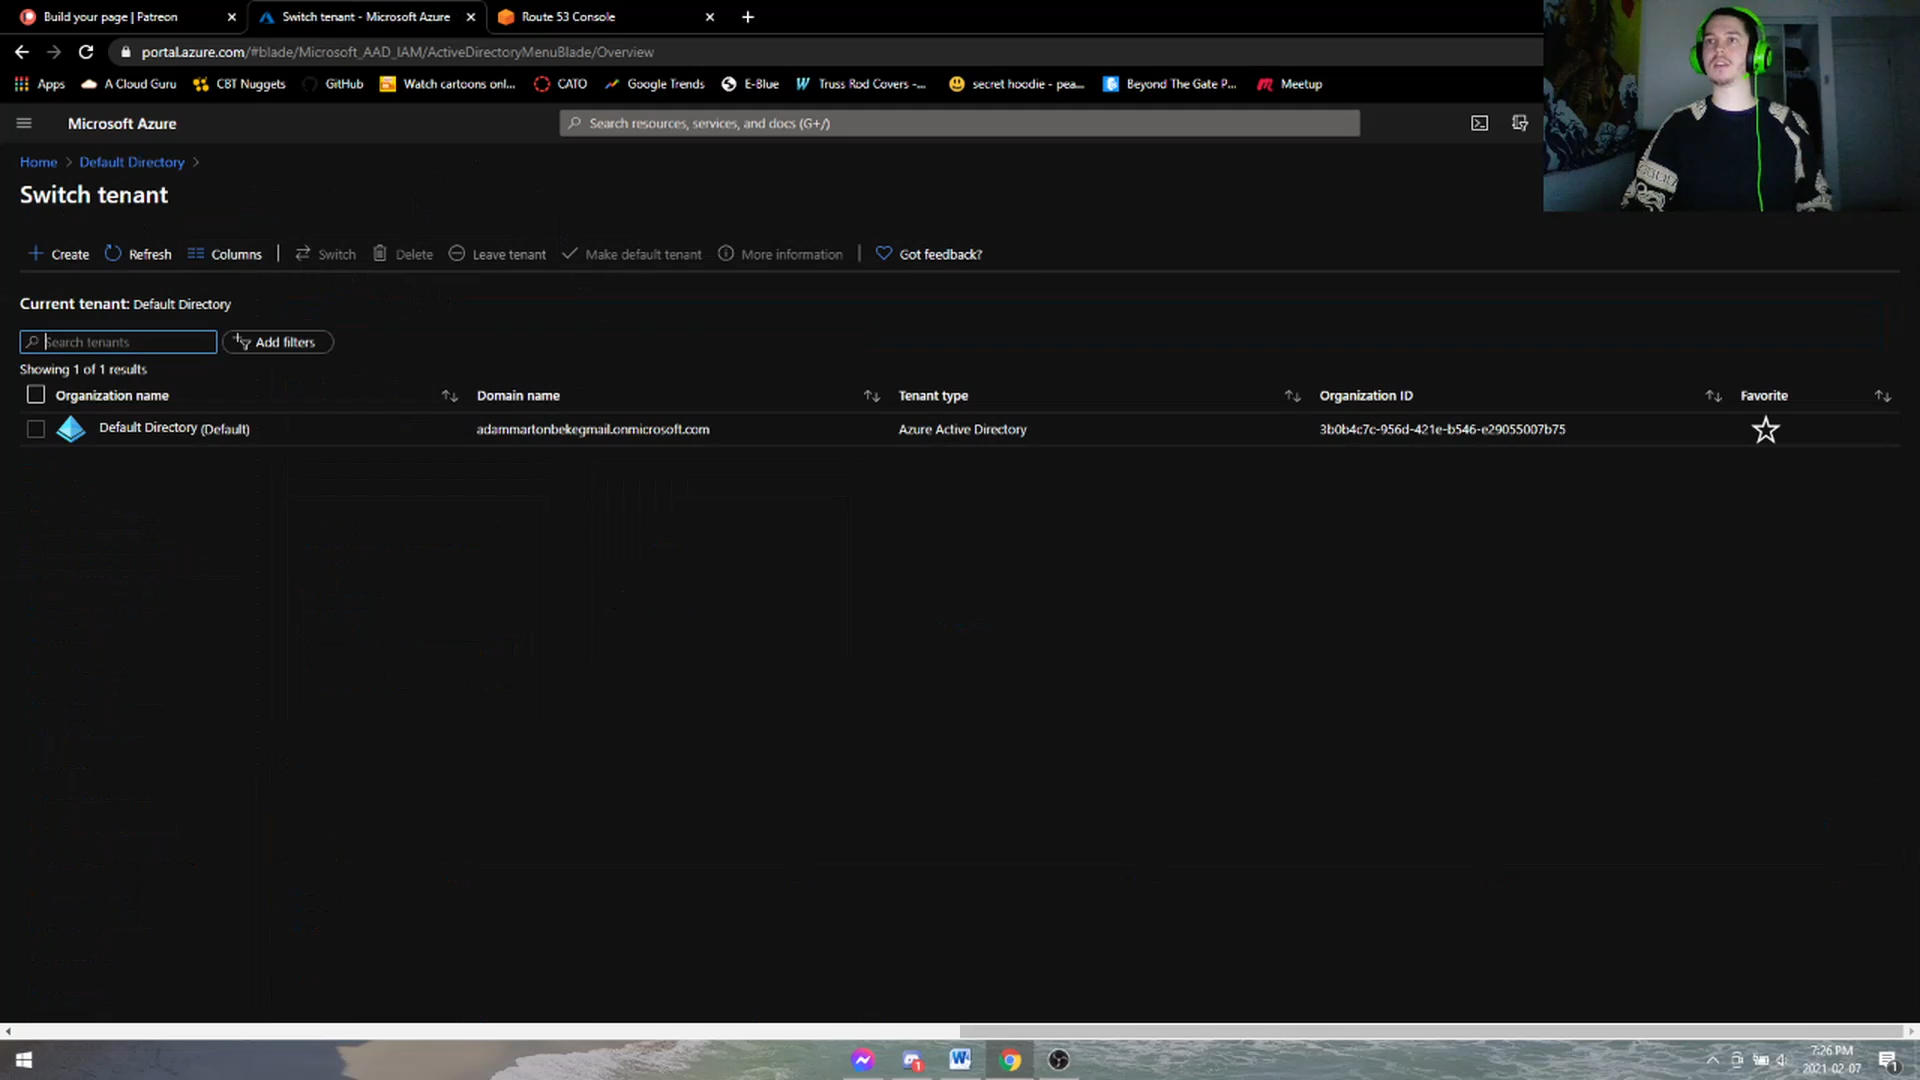 Build your page | Patreon
Switch tenant - Microsoft Azure
Route 53 Console
portal.azure.com/#blade/Microsoft_AAD_IAM/ActiveDirectoryMenuBlade/Overview
Apps A Cloud Guru CBT Nuggets GitHub Watch cartoons onl... CATO Google Trends E-Blue Truss Rod Covers -... secret hoodie - pea... Beyond The Gate P... Meetup
Microsoft Azure
Search resources, services, and docs (G+/)
Home > Default Directory >
Switch tenant
Create Refresh Columns Switch Delete Leave tenant Make default tenant More information Got feedback?
Current tenant: Default Directory
Search tenants Add filters
Showing 1 of 1 results
Organization name Domain name Tenant type Organization ID Favorite
Default Directory (Default) adammartonbekegmail.onmicrosoft.com Azure Active Directory 3b0b4c7c-956d-421e-b546-e29055007b75
7:26 PM
2021-02-07